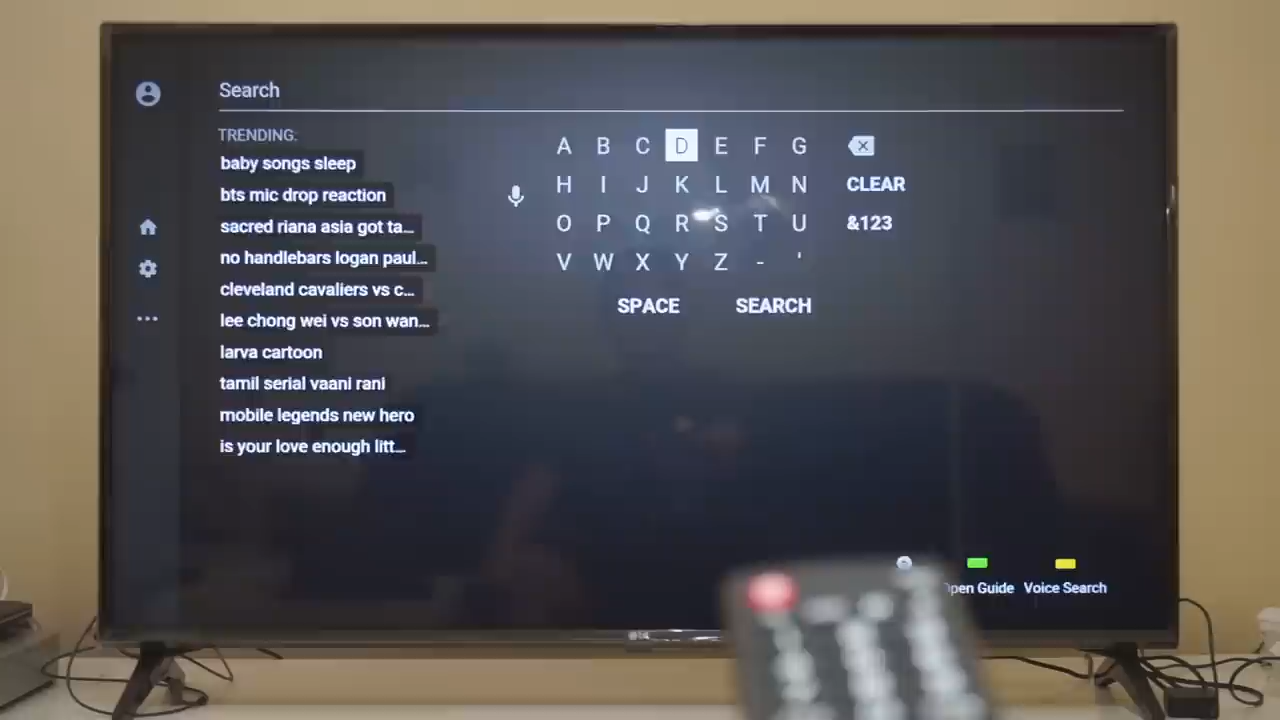 Search
TRENDING:
baby songs sleep
bts mic drop reaction
sacred riana asia got ta...
no handlebars logan paul...
cleveland cavaliers vs c...
lee chong wei vs son wan...
larva cartoon
tamil serial vaani rani
mobile legends new hero
is your love enough litt...
A B C D E F G
H I J K L M N CLEAR
O P Q R S T U &123
V W X Y Z - '
SPACE SEARCH
Guide Voice Search
LG